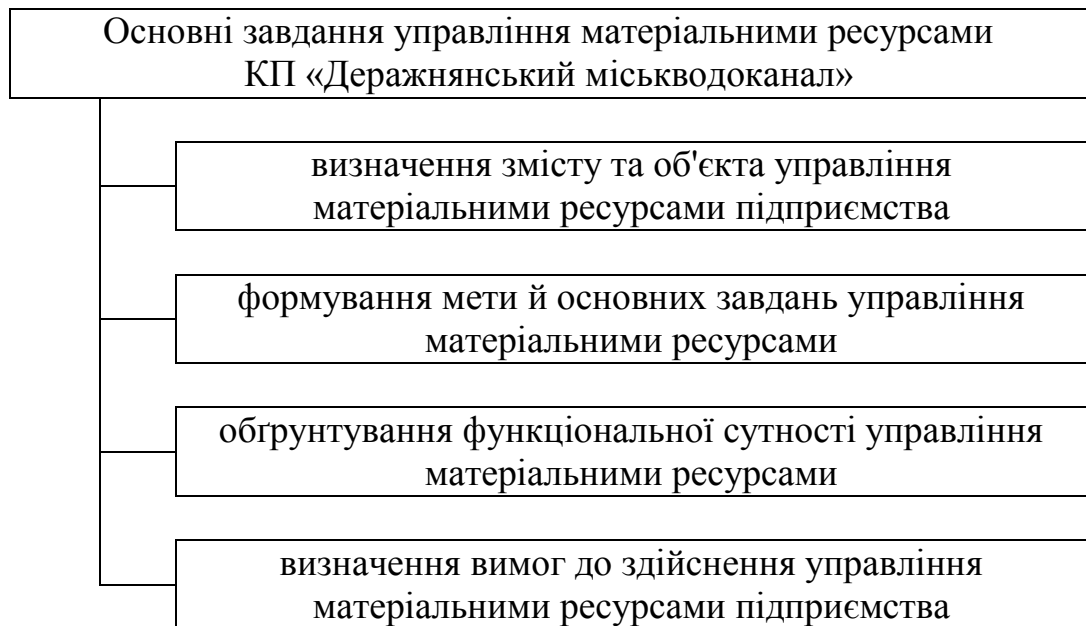 Основні завдання управління матеріальними ресурсами
КП «Деражнянський міськводоканал»
визначення змісту та об'єкта управління
матеріальними ресурсами підприємства
формування мети й основних завдань управління
матеріальними ресурсами
обґрунтування функціональної сутності управління
матеріальними ресурсами
визначення вимог до здійснення управління
матеріальними ресурсами підприємства